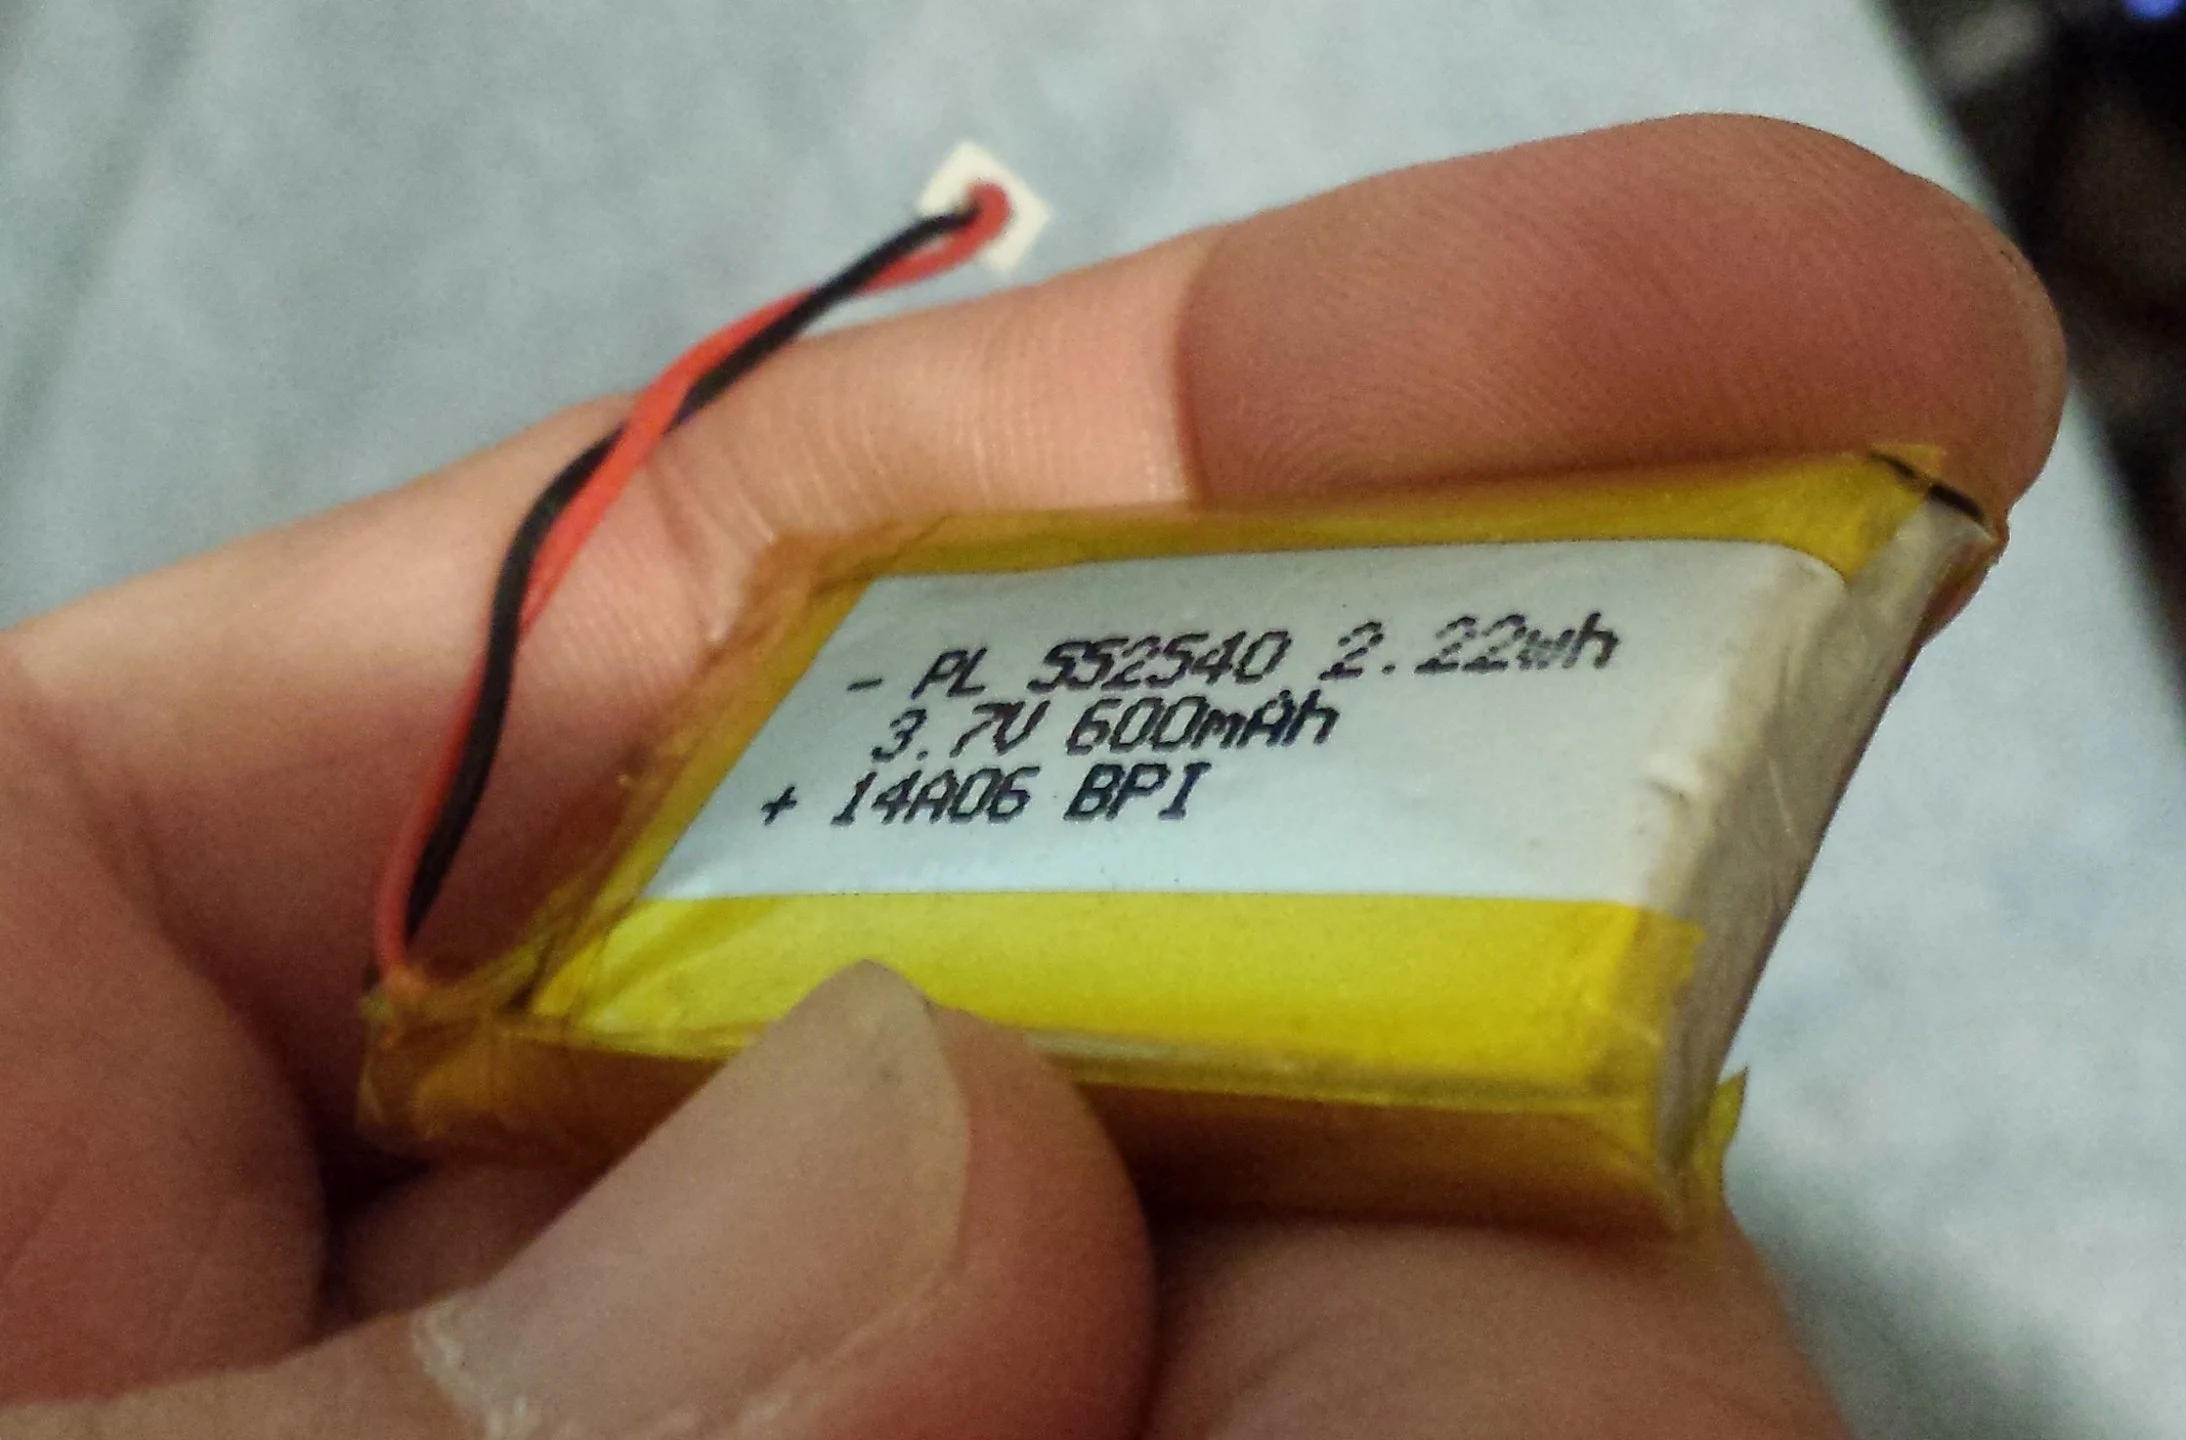 - PL 552540 2.22wh
3.7V 600mAh
+ 14A06 BPI